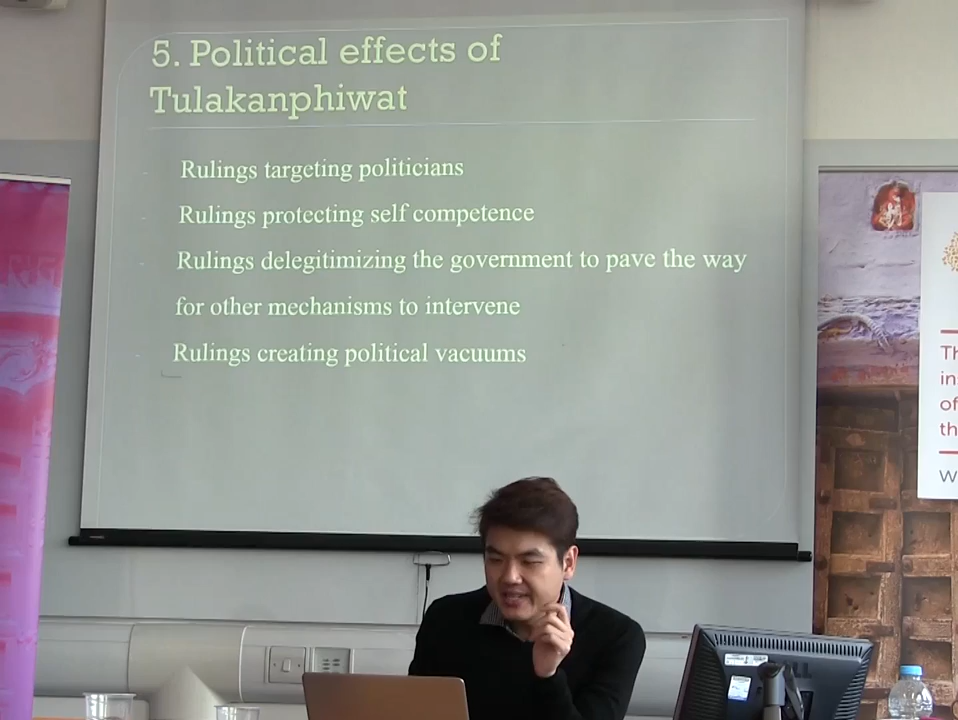 5. Political effects of
Tulakanphiwat
- Rulings targeting politicians
- Rulings protecting self competence
- Rulings delegitimizing the government to pave the way
for other mechanisms to intervene
- Rulings creating political vacuums